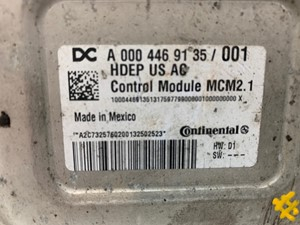 DC A 000 446 91 35 / 001
HDEP US AG
Control Module MCM2.1
Made in Mexico
Continental
HW: D1
SW: ---